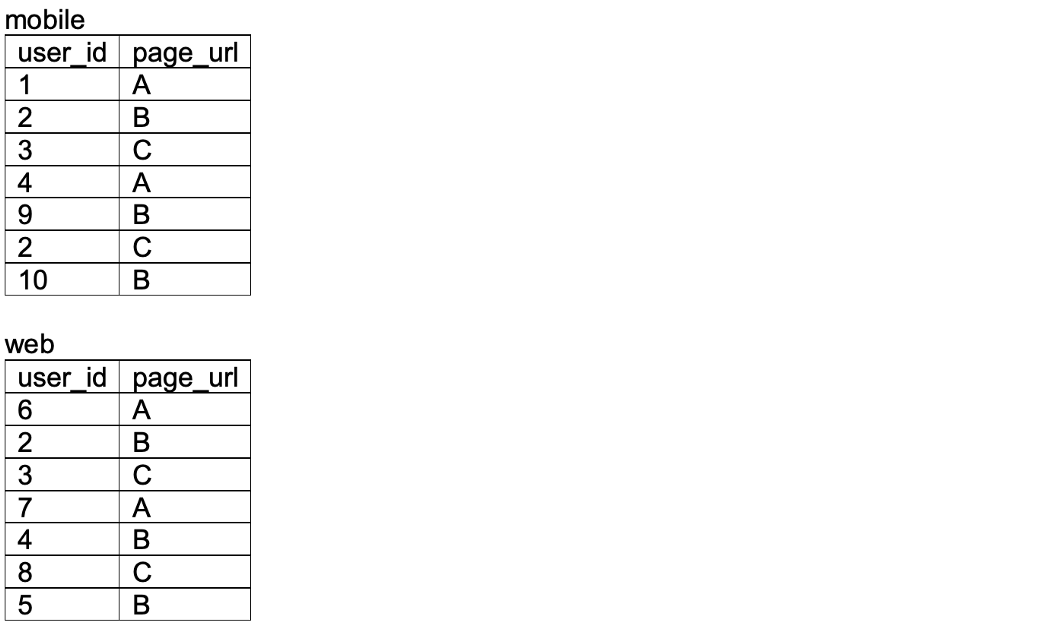 mobile
user_id page_url
1 A
2 B
3 C
4 A
9 B
2 C
10 B
web
user_id page_url
6 A
2 B
3 C
7 A
4 B
8 C
5 B